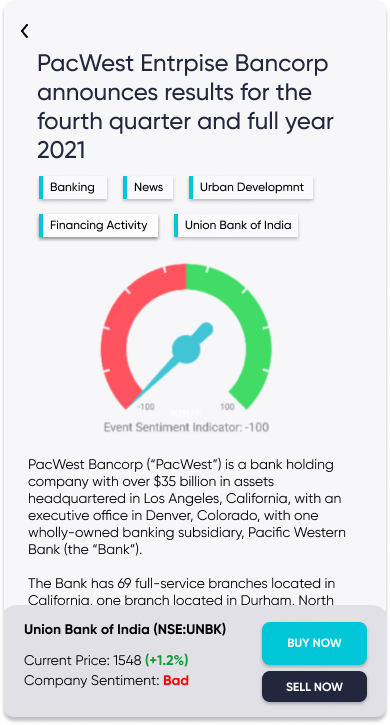 PacWest Entrpise Bancorp
announces results for the
fourth quarter and full year
2021
Banking
News
Urban Developmnt
Financing Activity
Union Bank of India
-100
100
Event Sentiment Indicator: -100
PacWest Bancorp (“PacWest”) is a bank holding
company with over $35 billion in assets
headquartered in Los Angeles, California, with an
executive office in Denver, Colorado, with one
wholly-owned banking subsidiary, Pacific Western
Bank (the “Bank”).
The Bank has 69 full-service branches located in
California, one branch located in Durham, North
Union Bank of India (NSE:UNBK)
Current Price: 1548 (+1.2%)
Company Sentiment: Bad
BUY NOW
SELL NOW